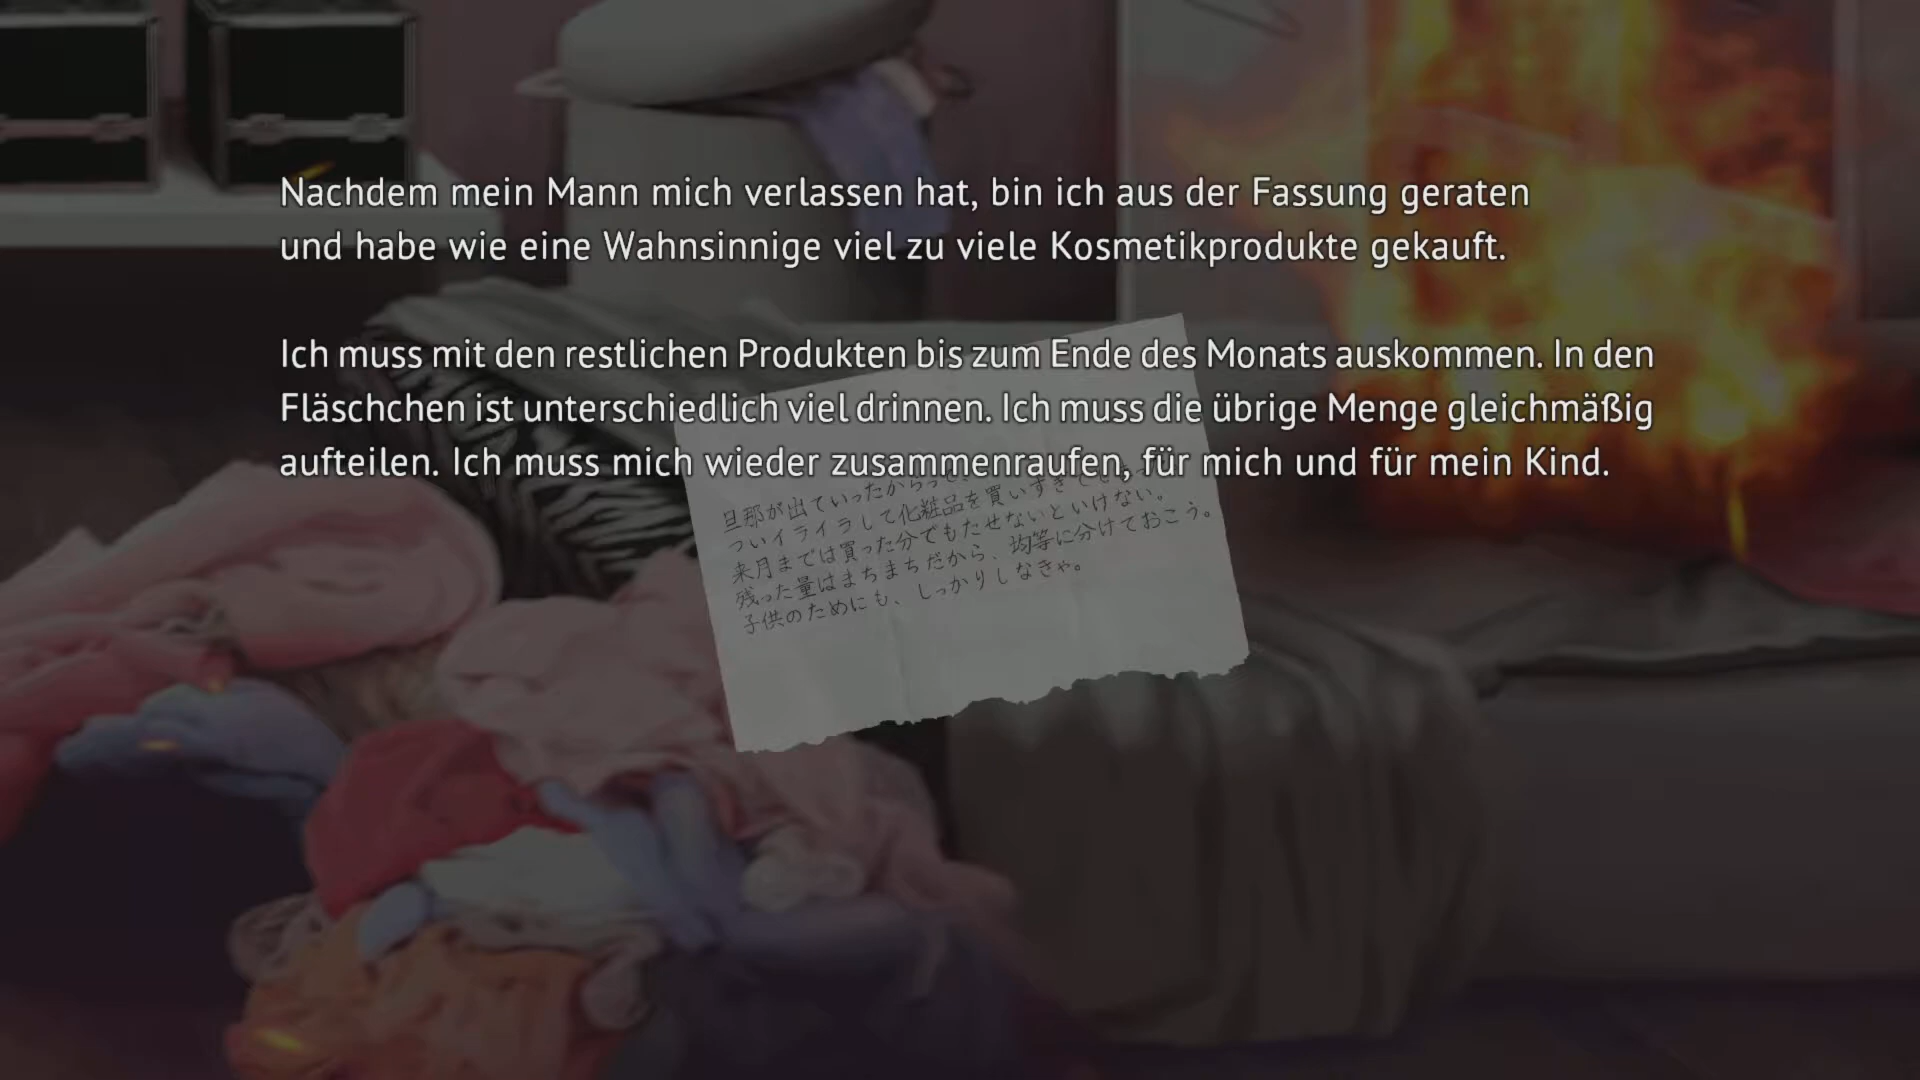 Nachdem mein Mann mich verlassen hat, bin ich aus der Fassung geraten
und habe wie eine Wahnsinnige viel zu viele Kosmetikprodukte gekauft.
Ich muss mit den restlichen Produkten bis zum Ende des Monats auskommen. In den
Fläschchen ist unterschiedlich viel drinnen. Ich muss die übrige Menge gleichmäßig
aufteilen. Ich muss mich wieder zusammenraufen, für mich und für mein Kind.
旦那が出ていったからって、
ついイライラして化粧品を買いすぎて
来月までは買った分でもたせないといけない。
残った量はまちまちだから、均等に分けておこう。
子供のためにも、しっかりしなきゃ。